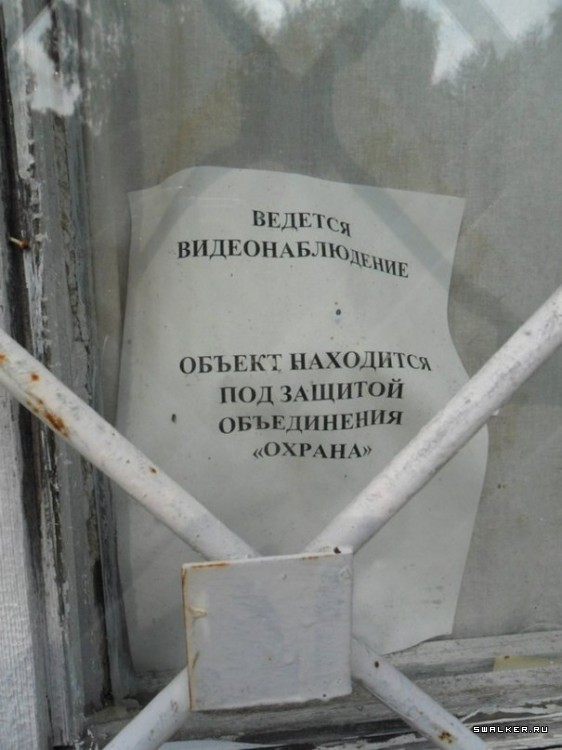 ВЕДЕТСЯ
ВИДЕОНАБЛЮДЕНИЕ
ОБЪЕКТ НАХОДИТСЯ
ПОД ЗАЩИТОЙ
ОБЪЕДИНЕНИЯ
«ОХРАНА»
SWALKER.RU